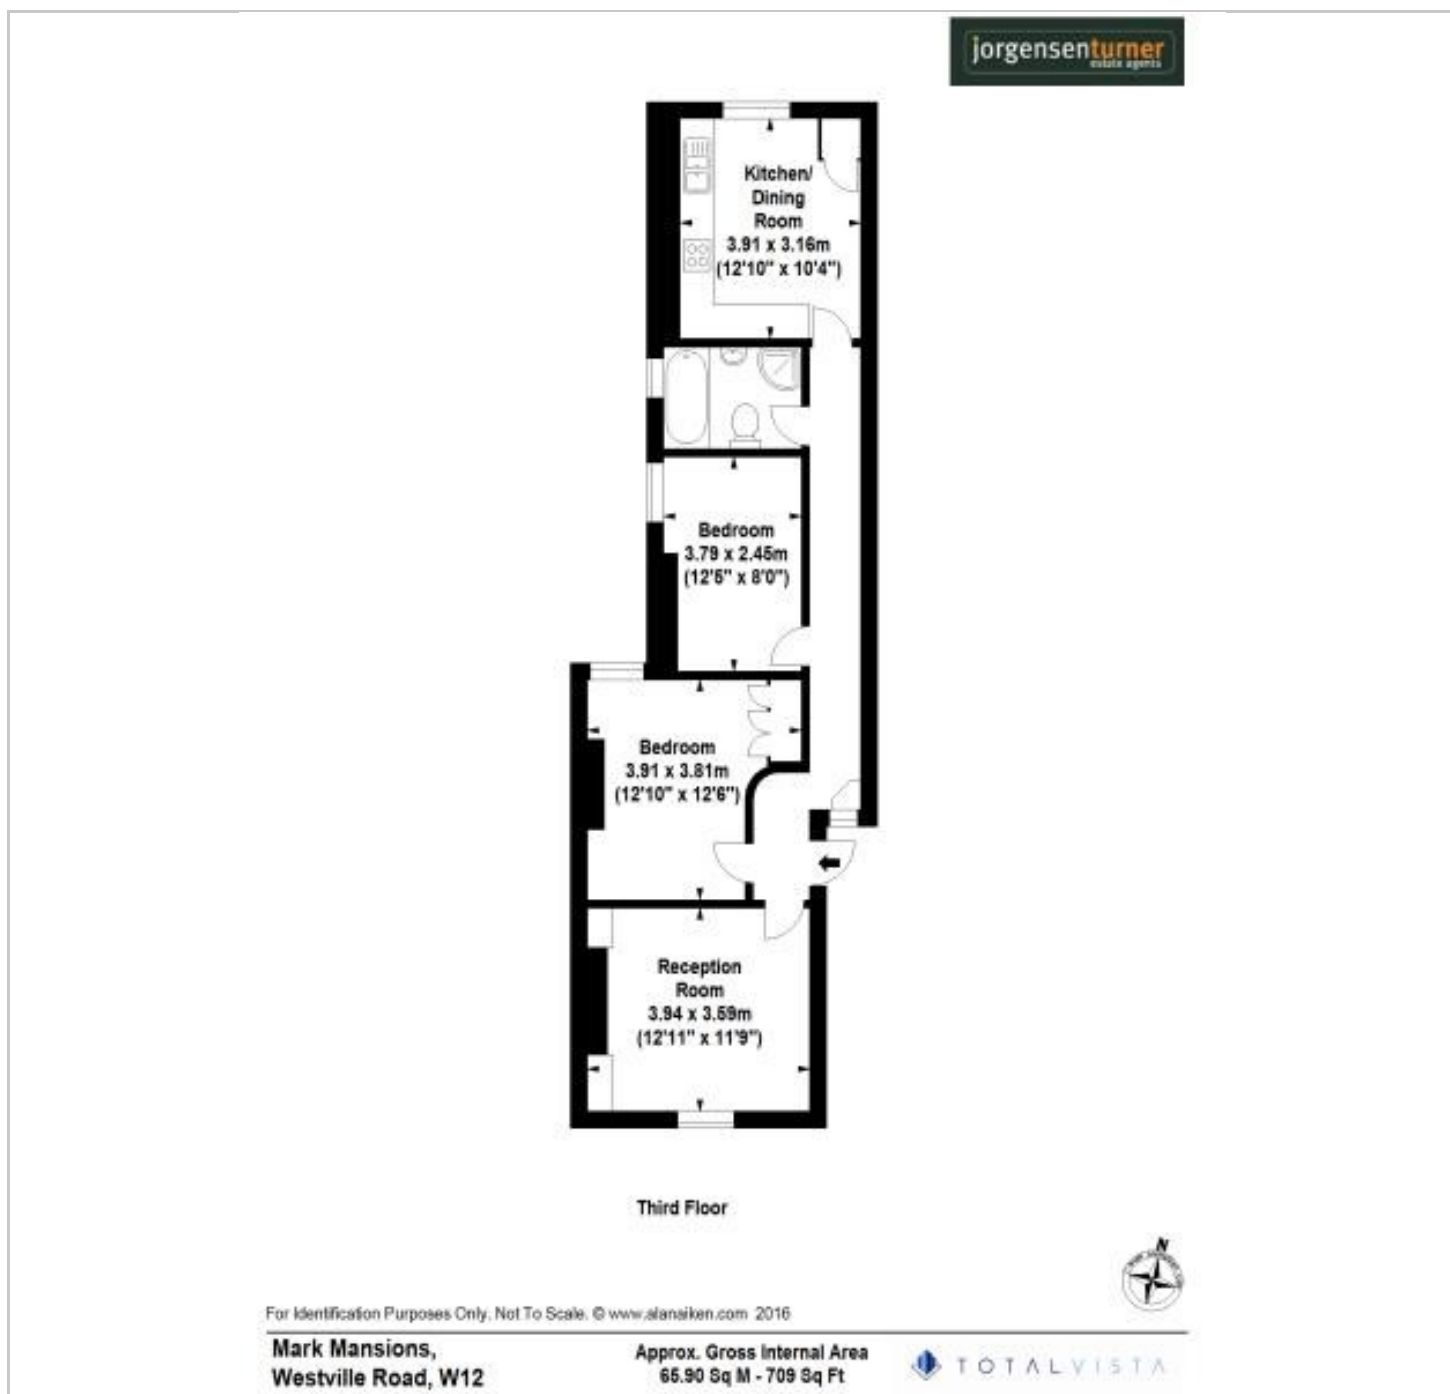 jorgensenturner
estate agents
Kitchen/
Dining
Room
3.91 x 3.16m
(12'10" x 10'4")
Bedroom
3.79 x 2.45m
(12'5" x 8'0")
Bedroom
3.91 x 3.81m
(12'10" x 12'6")
Reception
Room
3.94 x 3.59m
(12'11" x 11'9")
Third Floor
N
For Identification Purposes Only. Not To Scale. © www.alanaiken.com 2016
Mark Mansions,
Westville Road, W12
Approx. Gross Internal Area
65.90 Sq M - 709 Sq Ft
TOTALVISTA